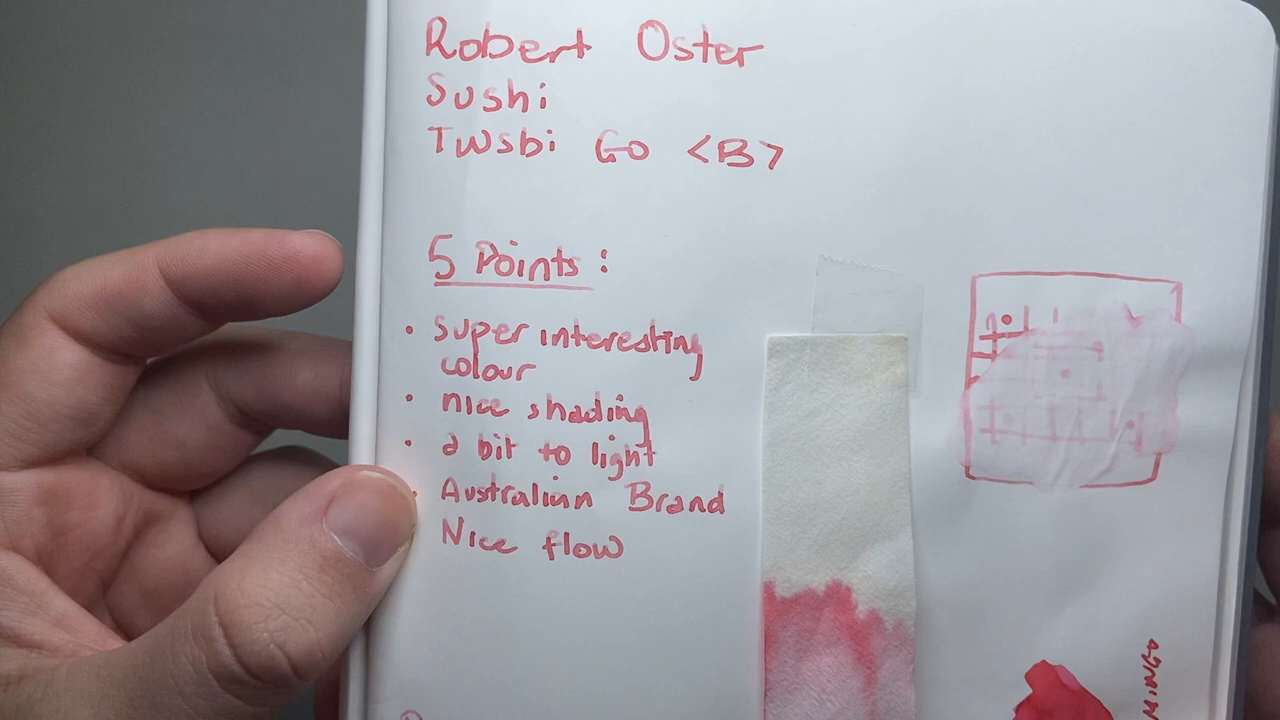 Robert Oster
Sushi
Twsbi Go <B>
5 Points:
• super interesting
colour
• nice shading
• a bit to light
• Australian Brand
Nice flow